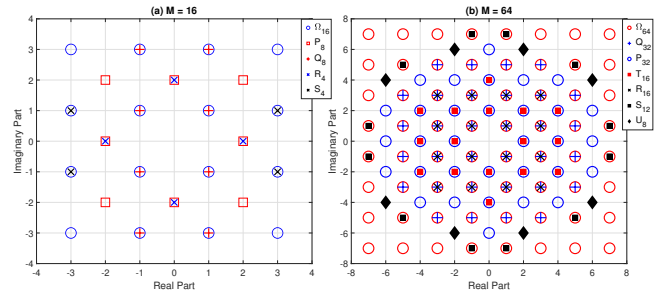 (a) M = 16
4
3
2
1
0
-1
-2
-3
-4
Imaginary Part
-4 -3 -2 -1 0 1 2 3 4
Real Part
Ω16
P8
Q8
R4
S4
(b) M = 64
8
6
4
2
0
-2
-4
-6
-8
Imaginary Part
-8 -6 -4 -2 0 2 4 6 8
Real Part
Ω64
Q32
P32
T16
R16
S12
U8